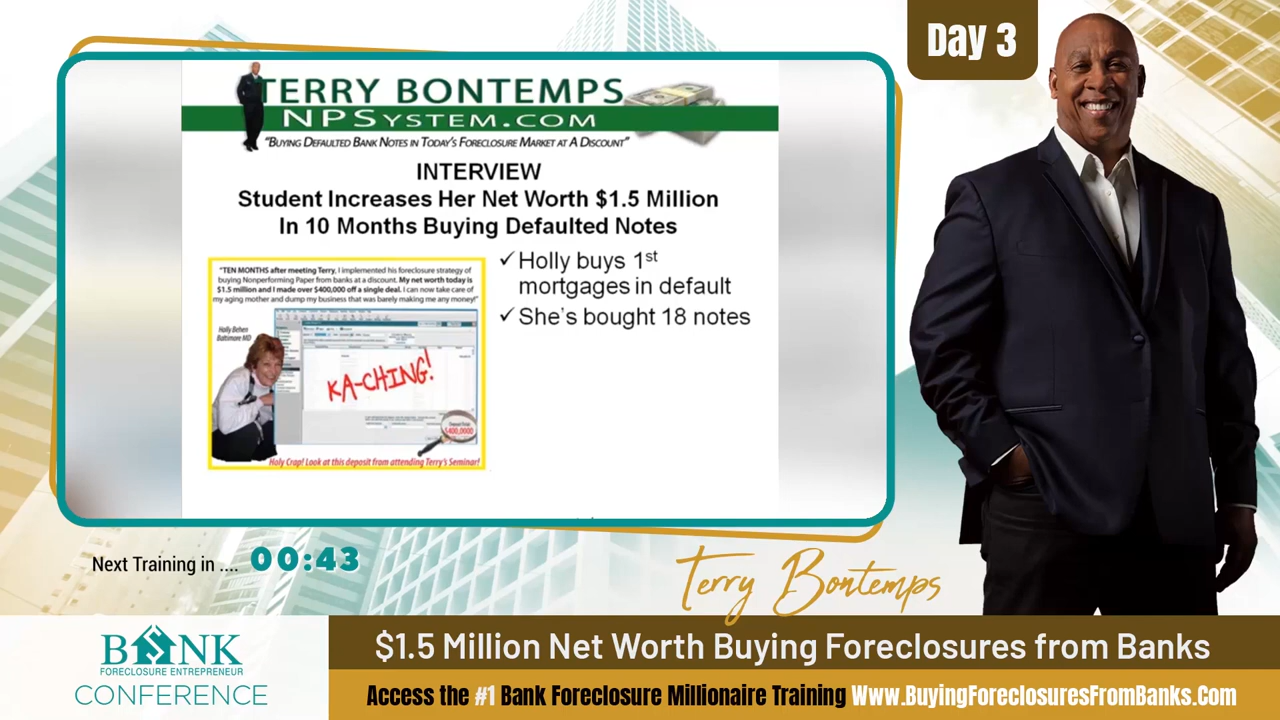 Day 3
TERRY BONTEMPS
NPSYSTEM.COM
"BUYING DEFAULTED BANK NOTES IN TODAY'S FORECLOSURE MARKET AT A DISCOUNT"
INTERVIEW
Student Increases Her Net Worth $1.5 Million
In 10 Months Buying Defaulted Notes
"TEN MONTHS after meeting Terry, I implemented his foreclosure strategy of
buying Nonperforming Paper from banks at a discount. My net worth today is
$1.5 million and I made over $400,000 off a single deal. I can now take care of
my aging mother and dump my business that was barely making me any money!"
Holly Behen
Baltimore MD
KA-CHING!
Holy Crap! Look at this deposit from attending Terry's Seminar!
✓ Holly buys 1st
mortgages in default
✓ She's bought 18 notes
Next Training in .... 00:43
Terry Bontemps
BANK
FORECLOSURE ENTREPRENEUR
CONFERENCE
$1.5 Million Net Worth Buying Foreclosures from Banks
Access the #1 Bank Foreclosure Millionaire Training Www.BuyingForeclosuresFromBanks.Com